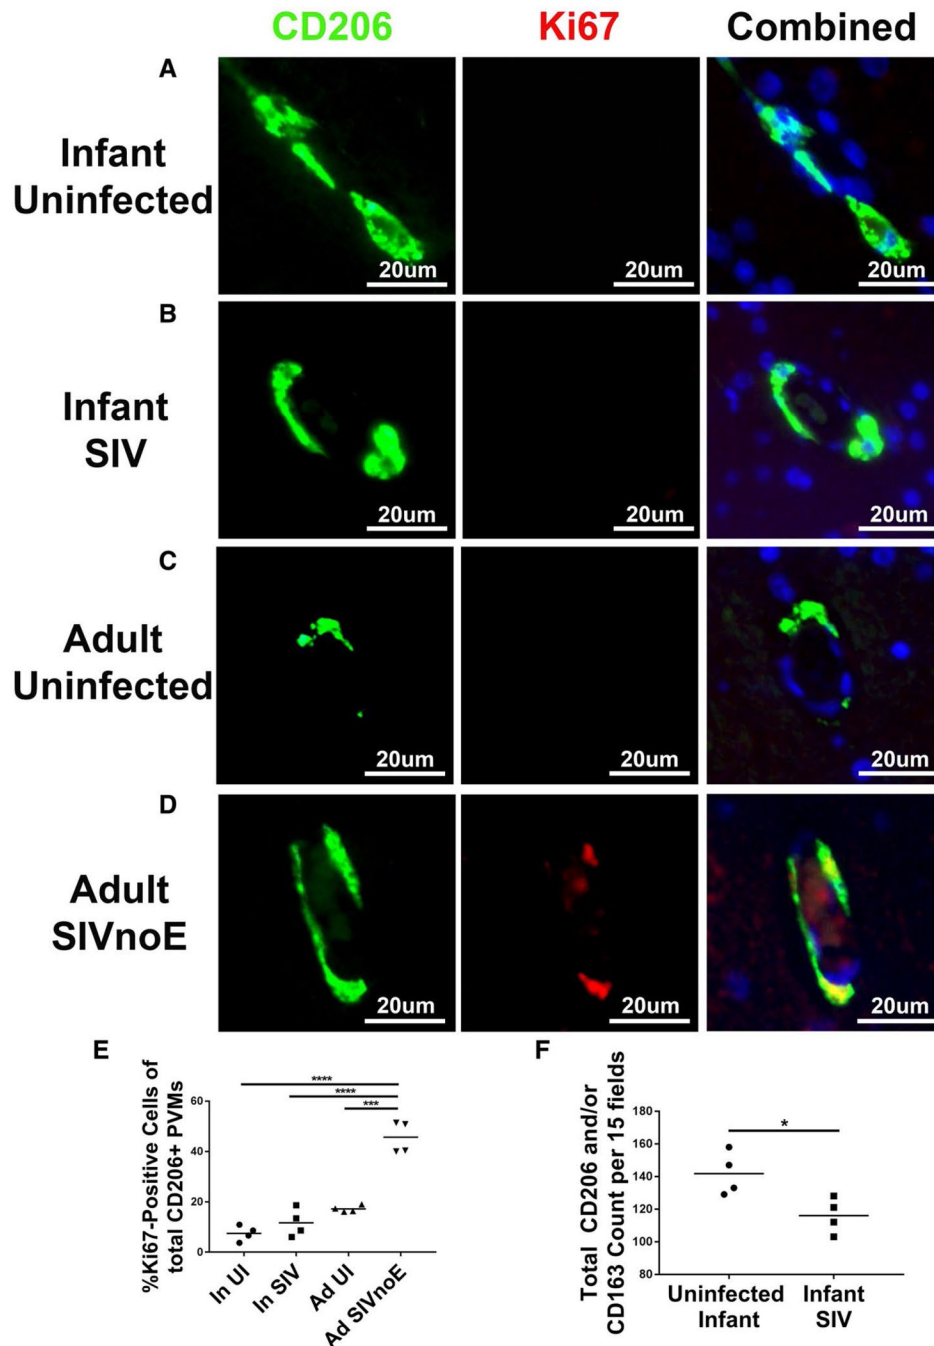 CD206 Ki67 Combined
A
Infant
Uninfected
20um 20um 20um
B
Infant
SIV
20um 20um 20um
C
Adult
Uninfected
20um 20um 20um
D
Adult
SIVnoE
20um 20um 20um
E
%Ki67-Positive Cells of
total CD206+ PVMs
60
40
20
0
****
****
***
In UI
In SIV
Ad UI
Ad SIVnoE
F
Total CD206 and/or
CD163 Count per 15 fields
180
160
140
120
100
80
*
Uninfected
Infant
Infant
SIV